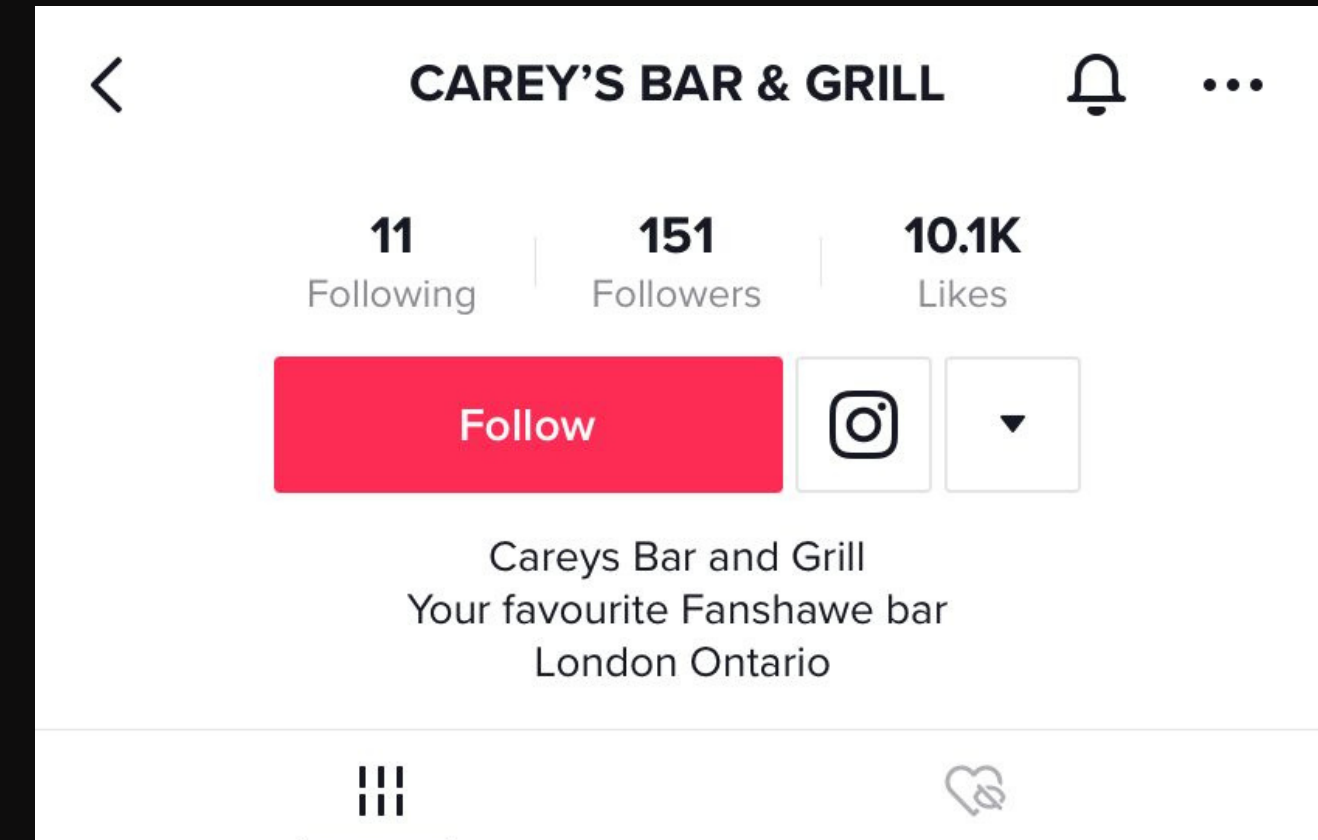 CAREY’S BAR & GRILL
11 151 10.1K
Following Followers Likes
Follow
Careys Bar and Grill
Your favourite Fanshawe bar
London Ontario